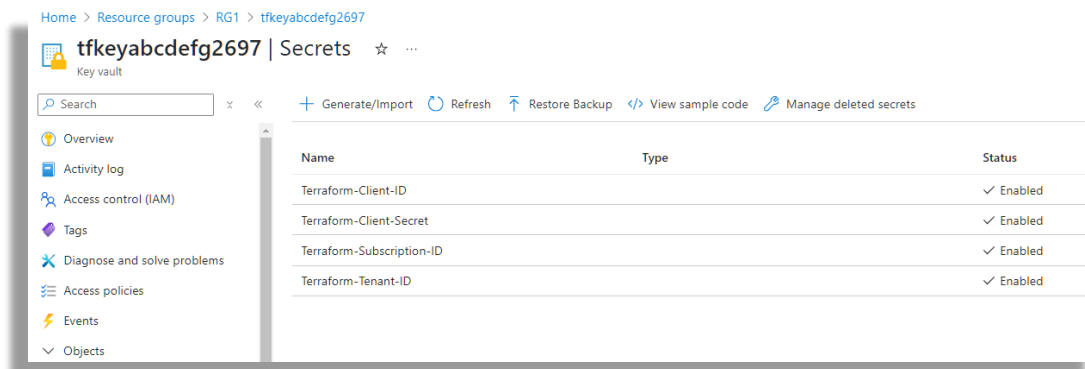 Home > Resource groups > RG1 > tfkeyabcdefg2697
tfkeyabcdefg2697 | Secrets ☆ ...
Key vault
Search
Generate/Import Refresh Restore Backup </> View sample code Manage deleted secrets
Overview
Activity log
Access control (IAM)
Tags
Diagnose and solve problems
Access policies
Events
Objects
Name Type Status
Terraform-Client-ID Enabled
Terraform-Client-Secret Enabled
Terraform-Subscription-ID Enabled
Terraform-Tenant-ID Enabled